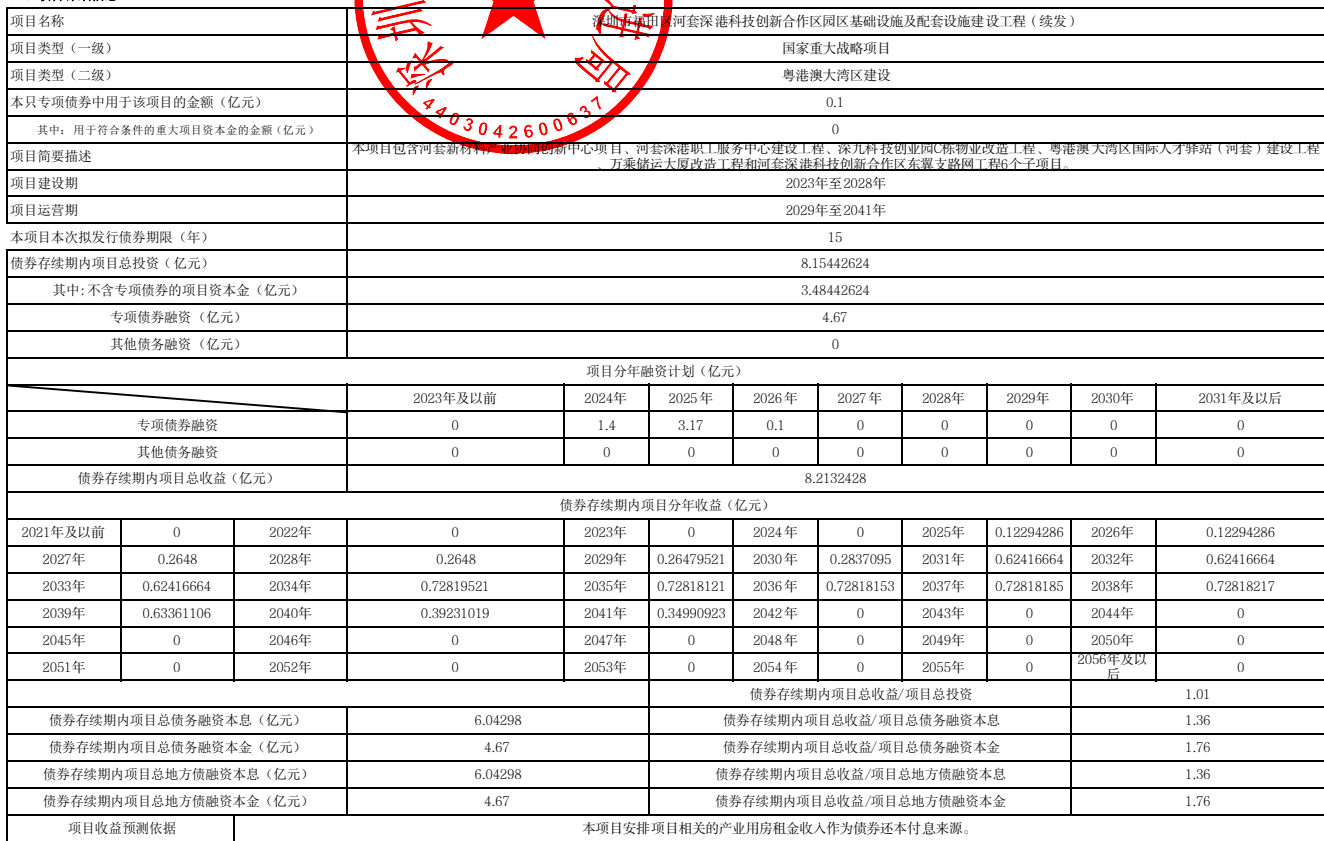 项目名称 深圳市福田区河套深港科技创新合作区园区基础设施及配套设施建设工程（续发）
项目类型（一级） 国家重大战略项目
项目类型（二级） 粤港澳大湾区建设
本只专项债券中用于该项目的金额（亿元） 0.1
其中：用于符合条件的重大项目资本金的金额（亿元） 0
项目简要描述 本项目包含河套新材料产业协同创新中心项目、河套深港职工服务中心建设工程、深九科技创业园C栋物业改造工程、粤港澳大湾区国际人才驿站（河套）建设工程
、万乘储运大厦改造工程和河套深港科技创新合作区东翼支路网工程6个子项目。
项目建设期 2023年至2028年
项目运营期 2029年至2041年
本项目本次拟发行债券期限（年） 15
债券存续期内项目总投资（亿元） 8.15442624
其中:不含专项债券的项目资本金（亿元） 3.48442624
专项债券融资（亿元） 4.67
其他债务融资（亿元） 0
项目分年融资计划（亿元）
2023年及以前 2024年 2025年 2026年 2027年 2028年 2029年 2030年 2031年及以后
专项债券融资 0 1.4 3.17 0.1 0 0 0 0 0
其他债务融资 0 0 0 0 0 0 0 0 0
债券存续期内项目总收益（亿元） 8.2132428
债券存续期内项目分年收益（亿元）
2021年及以前 0 2022年 0 2023年 0 2024年 0 2025年 0.12294286 2026年 0.12294286
2027年 0.2648 2028年 0.2648 2029年 0.26479521 2030年 0.2837095 2031年 0.62416664 2032年 0.62416664
2033年 0.62416664 2034年 0.72819521 2035年 0.72818121 2036年 0.72818153 2037年 0.72818185 2038年 0.72818217
2039年 0.63361106 2040年 0.39231019 2041年 0.34990923 2042年 0 2043年 0 2044年 0
2045年 0 2046年 0 2047年 0 2048年 0 2049年 0 2050年 0
2051年 0 2052年 0 2053年 0 2054年 0 2055年 0 2056年及以后 0
债券存续期内项目总收益/项目总投资 1.01
债券存续期内项目总债务融资本息（亿元） 6.04298 债券存续期内项目总收益/项目总债务融资本息 1.36
债券存续期内项目总债务融资本金（亿元） 4.67 债券存续期内项目总收益/项目总债务融资本金 1.76
债券存续期内项目总地方债融资本息（亿元） 6.04298 债券存续期内项目总收益/项目总地方债融资本息 1.36
债券存续期内项目总地方债融资本金（亿元） 4.67 债券存续期内项目总收益/项目总地方债融资本金 1.76
项目收益预测依据 本项目安排项目相关的产业用房租金收入作为债券还本付息来源。
深圳 建局
4403042600637